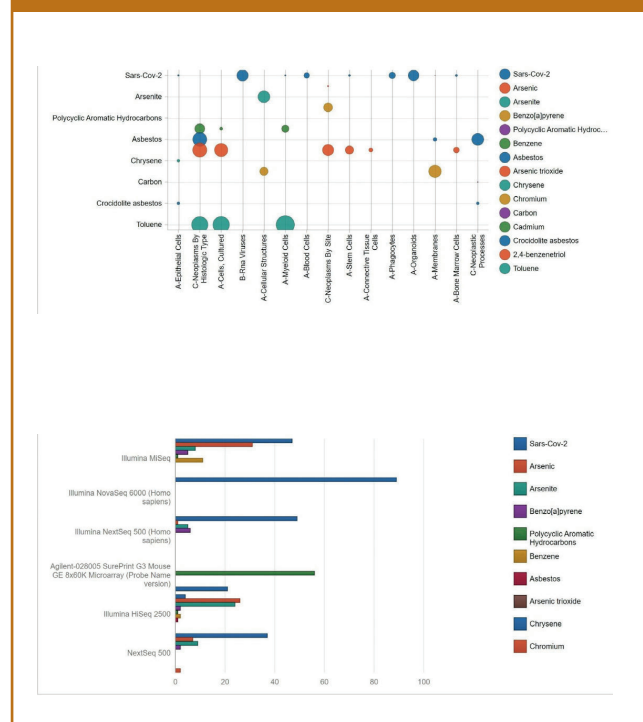 Sars-Cov-2
Arsenite
Polycyclic Aromatic Hydrocarbons
Asbestos
Chrysene
Carbon
Crocidolite asbestos
Toluene
A-Epithelial Cells
C-Neoplasms By
Histologic Type
A-Cells, Cultured
B-Rna Viruses
A-Cellular Structures
A-Myeloid Cells
A-Blood Cells
C-Neoplasms By Site
A-Stem Cells
A-Connective Tissue
Cells
A-Phagocytes
A-Organoids
A-Membranes
A-Bone Marrow Cells
C-Neoplastic
Processes
Sars-Cov-2
Arsenic
Arsenite
Benzo[a]pyrene
Polycyclic Aromatic Hydroc...
Benzene
Asbestos
Arsenic trioxide
Chrysene
Chromium
Carbon
Cadmium
Crocidolite asbestos
2,4-benzenetriol
Toluene
Illumina MiSeq
Illumina NovaSeq 6000 (Homo
sapiens)
Illumina NextSeq 500 (Homo
sapiens)
Agilent-028005 SurePrint G3 Mouse
GE 8x60K Microarray (Probe Name
version)
Illumina HiSeq 2500
NextSeq 500
0
20
40
60
80
100
Sars-Cov-2
Arsenic
Arsenite
Benzo[a]pyrene
Polycyclic Aromatic
Hydrocarbons
Benzene
Asbestos
Arsenic trioxide
Chrysene
Chromium